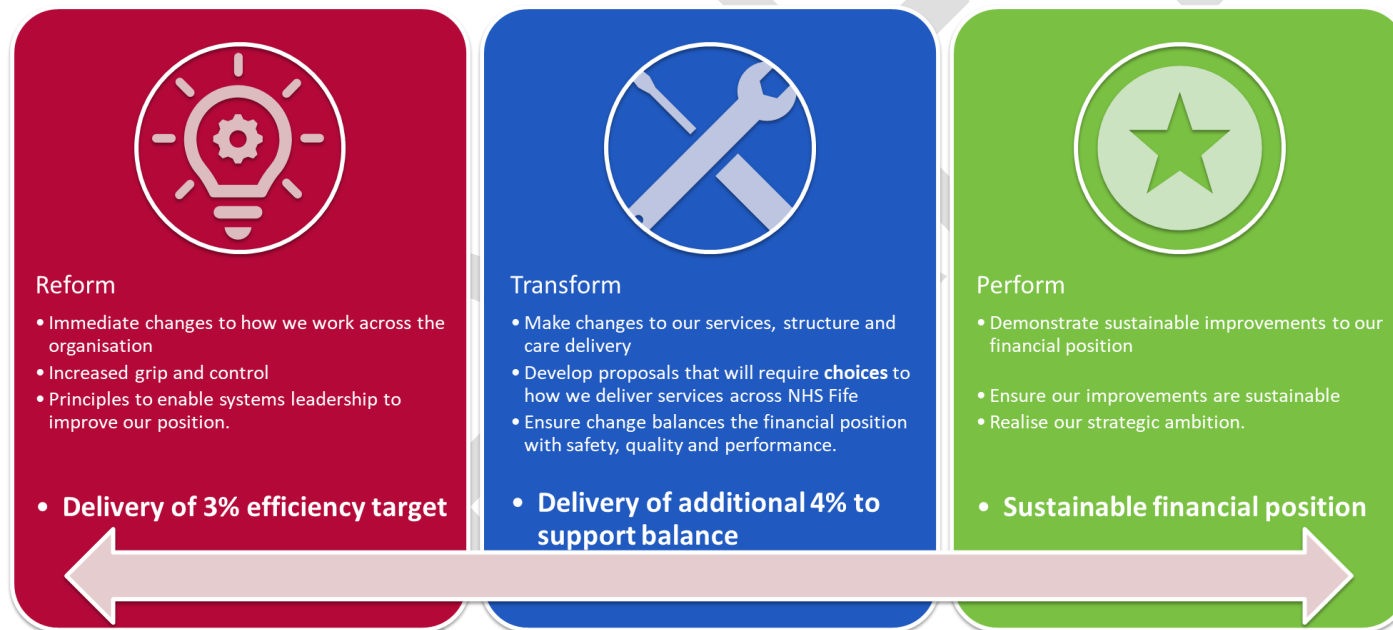 Reform
• Immediate changes to how we work across the
organisation
• Increased grip and control
• Principles to enable systems leadership to
improve our position.
• Delivery of 3% efficiency target
Transform
• Make changes to our services, structure and
care delivery
• Develop proposals that will require choices to
how we deliver services across NHS Fife
• Ensure change balances the financial position
with safety, quality and performance.
• Delivery of additional 4% to
support balance
Perform
• Demonstrate sustainable improvements to our
financial position
• Ensure our improvements are sustainable
• Realise our strategic ambition.
• Sustainable financial position